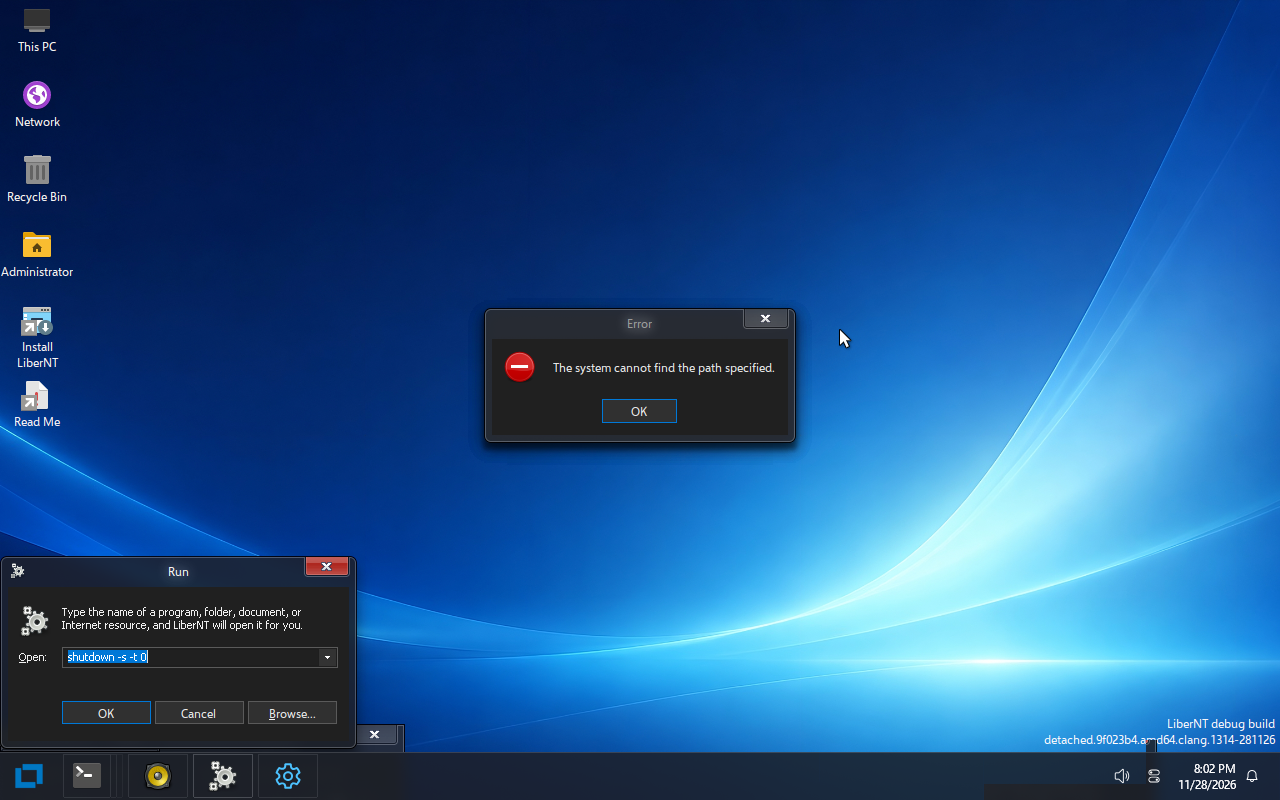 This PC
Network
Recycle Bin
Administrator
Install
LiberNT
Read Me
Error
The system cannot find the path specified.
OK
Run
Type the name of a program, folder, document, or
Internet resource, and LiberNT will open it for you.
Open:
shutdown -s -t 0
OK
Cancel
Browse...
LiberNT debug build
detached.9f023b4.amd64.clang.1314-281126
8:02 PM
11/28/2026